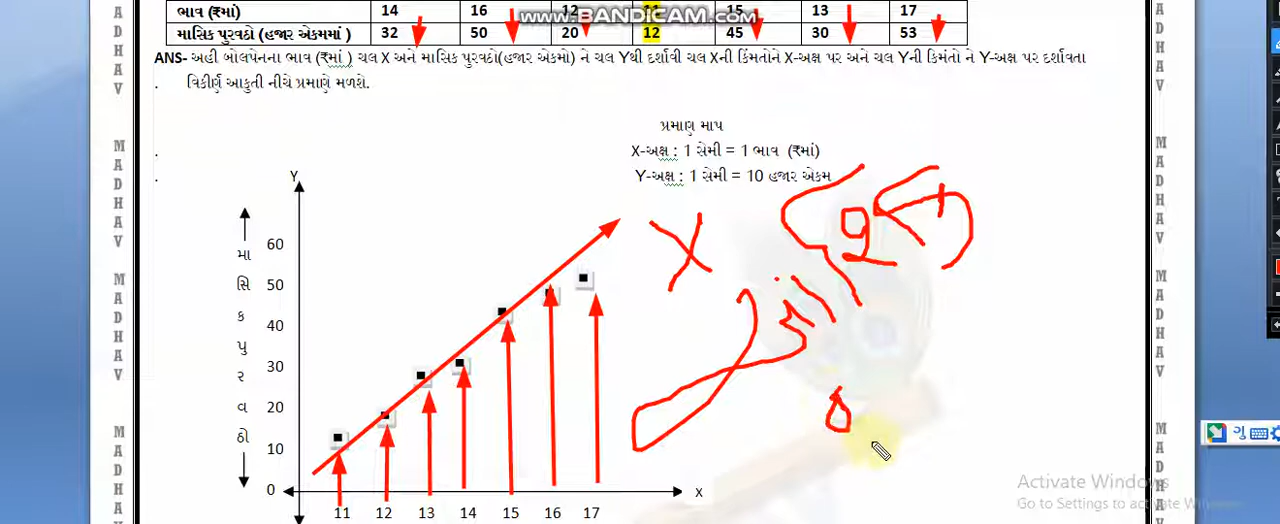 www.BANDICAM.com
ભાવ (₹માં) 14 16 12 11 15 13 17
માસિક પુરવઠો (હજાર એકમમાં ) 32 50 20 12 45 30 53
ANS- અહી બોલપેનના ભાવ (₹માં ) ચલ X અને માસિક પુરવઠો(હજાર એકમો) ને ચલ Yથી દર્શાવી ચલ Xની કિંમતોને X-અક્ષ પર અને ચલ Yની કિમંતો ને Y-અક્ષ પર દર્શાવતા
. વિકીર્ણ આકૃતી નીચે પ્રમાણે મળશે.
પ્રમાણ માપ
X-અક્ષ : 1 સેમી = 1 ભાવ (₹માં)
Y-અક્ષ : 1 સેમી = 10 હજાર એકમ
Y
માસિક પુરવઠો
60
50
40
30
20
10
0
X
11 12 13 14 15 16 17
X
MADHAV
MADHAV
MADHAV
MADHAV
Activate Windows
Go to Settings to activate Windows.